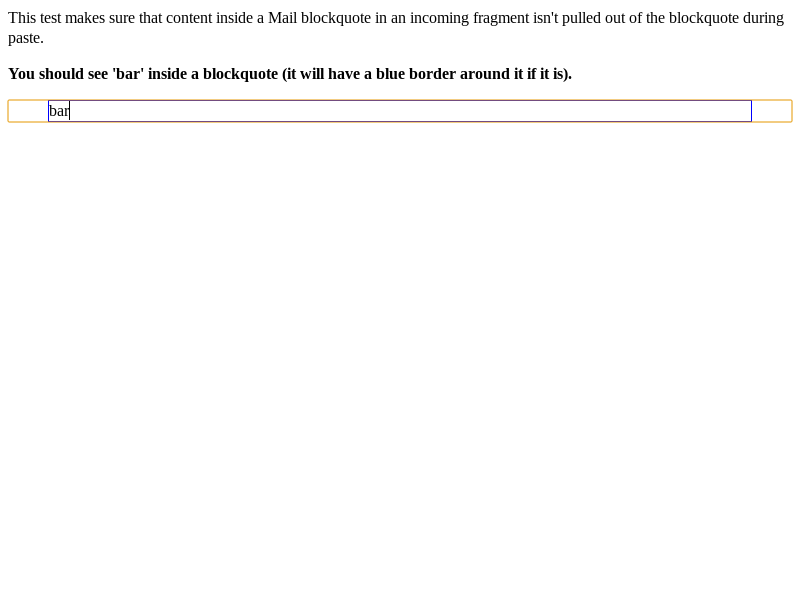 This test makes sure that content inside a Mail blockquote in an incoming fragment isn't pulled out of the blockquote during
paste.
You should see 'bar' inside a blockquote (it will have a blue border around it if it is).
bar